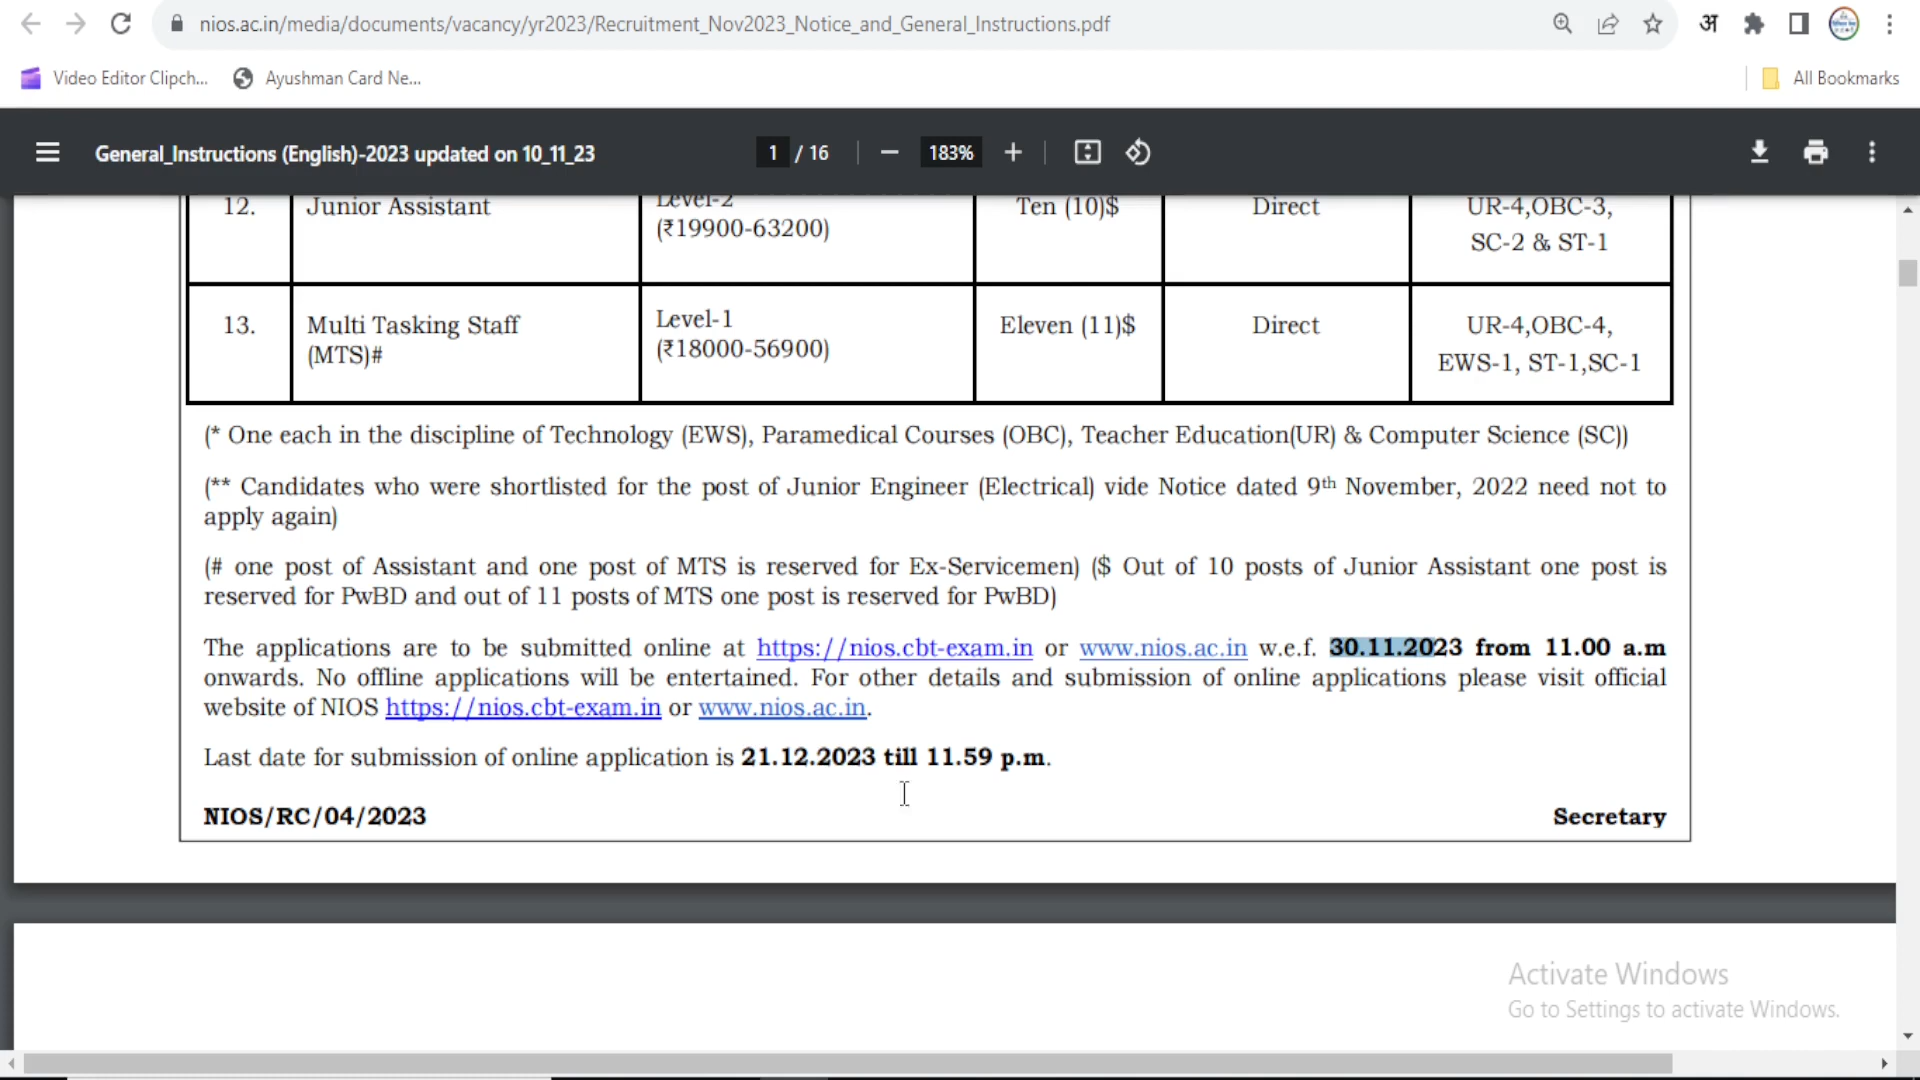 nios.ac.in/media/documents/vacancy/yr2023/Recruitment_Nov2023_Notice_and_General_Instructions.pdf
अ
Video Editor Clipch...
Ayushman Card Ne...
All Bookmarks
General_Instructions (English)-2023 updated on 10_11_23
1 / 16
183%
12. Junior Assistant Level-2 Ten (10)$ Direct UR-4,OBC-3,
(₹19900-63200) SC-2 & ST-1
13. Multi Tasking Staff Level-1 Eleven (11)$ Direct UR-4,OBC-4,
(MTS)# (₹18000-56900) EWS-1, ST-1,SC-1
(* One each in the discipline of Technology (EWS), Paramedical Courses (OBC), Teacher Education(UR) & Computer Science (SC))
(** Candidates who were shortlisted for the post of Junior Engineer (Electrical) vide Notice dated 9th November, 2022 need not to
apply again)
(# one post of Assistant and one post of MTS is reserved for Ex-Servicemen) ($ Out of 10 posts of Junior Assistant one post is
reserved for PwBD and out of 11 posts of MTS one post is reserved for PwBD)
The applications are to be submitted online at https://nios.cbt-exam.in or www.nios.ac.in w.e.f. 30.11.2023 from 11.00 a.m
onwards. No offline applications will be entertained. For other details and submission of online applications please visit official
website of NIOS https://nios.cbt-exam.in or www.nios.ac.in.
Last date for submission of online application is 21.12.2023 till 11.59 p.m.
NIOS/RC/04/2023 Secretary
Activate Windows
Go to Settings to activate Windows.